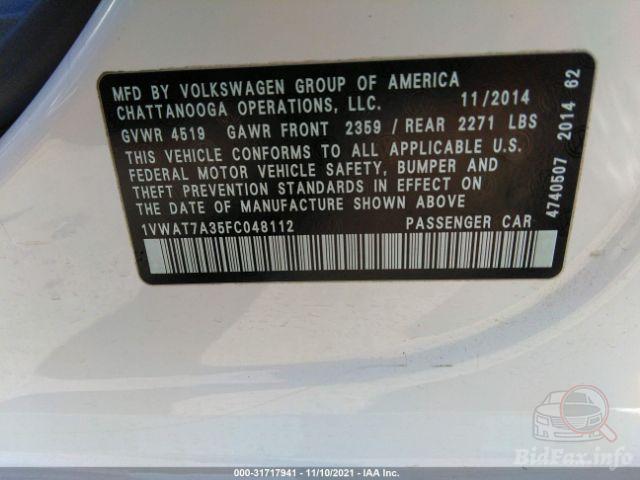 MFD BY VOLKSWAGEN GROUP OF AMERICA
CHATTANOOGA OPERATIONS, LLC. 11/2014
GVWR 4519 GAWR FRONT 2359 / REAR 2271 LBS
THIS VEHICLE CONFORMS TO ALL APPLICABLE U.S.
FEDERAL MOTOR VEHICLE SAFETY, BUMPER AND
THEFT PREVENTION STANDARDS IN EFFECT ON
THE DATE OF MANUFACTURE SHOWN ABOVE
1VWAT7A35FC048112 PASSENGER CAR
4740507 2014 62
BidFax.info
000-31717941 - 11/10/2021 - IAA Inc.